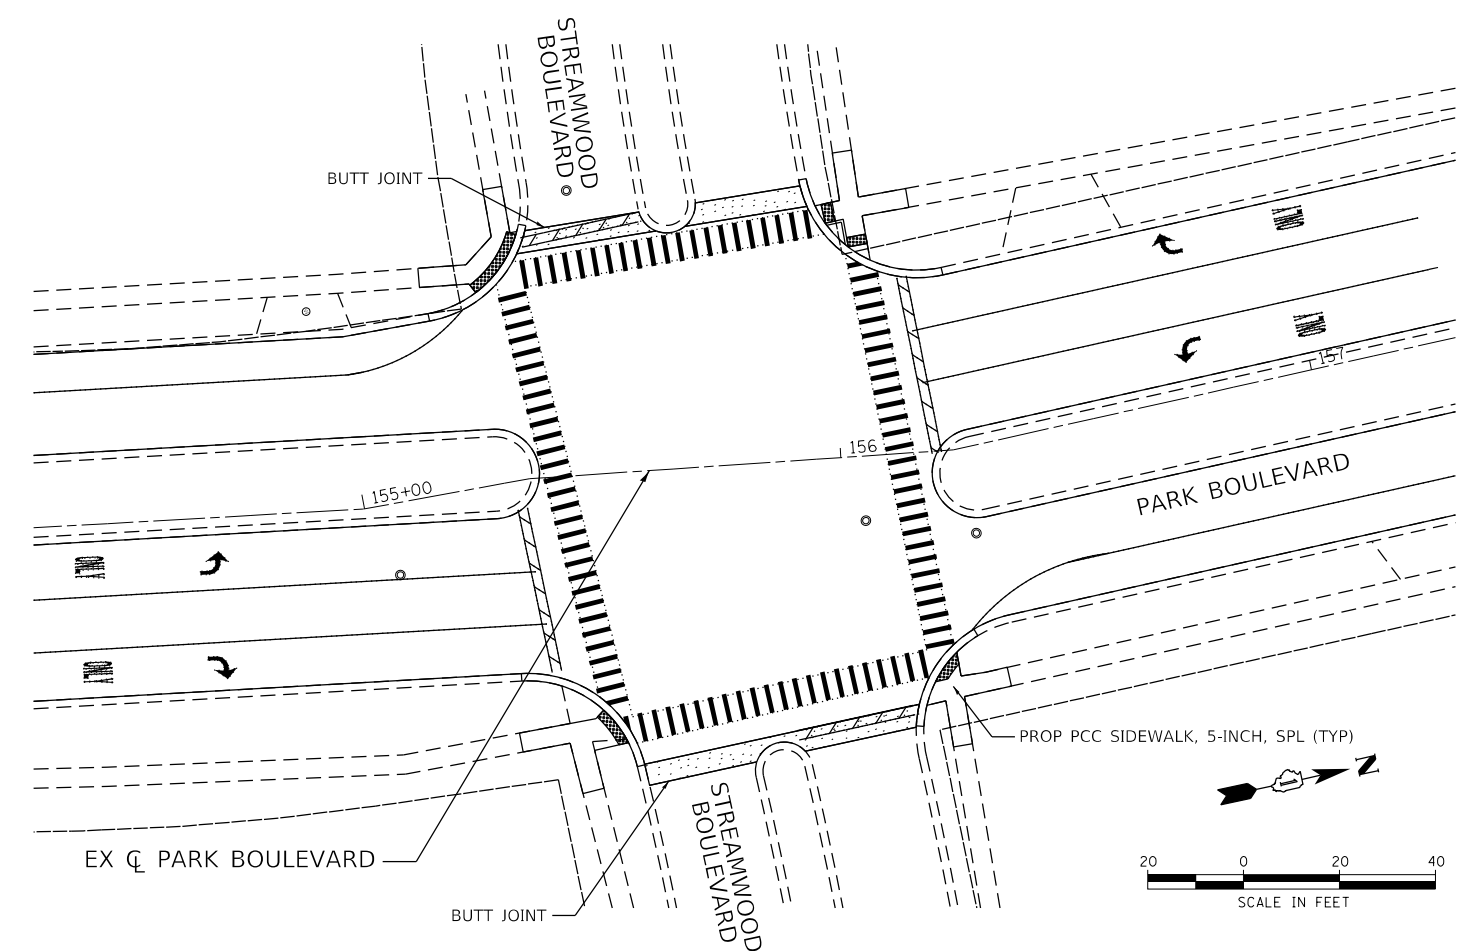 STREAMWOOD
BOULEVARD
BUTT JOINT
157
156
155+00
PARK BOULEVARD
PROP PCC SIDEWALK, 5-INCH, SPL (TYP)
N
EX ℄ PARK BOULEVARD
STREAMWOOD
BOULEVARD
BUTT JOINT
20 0 20 40
SCALE IN FEET